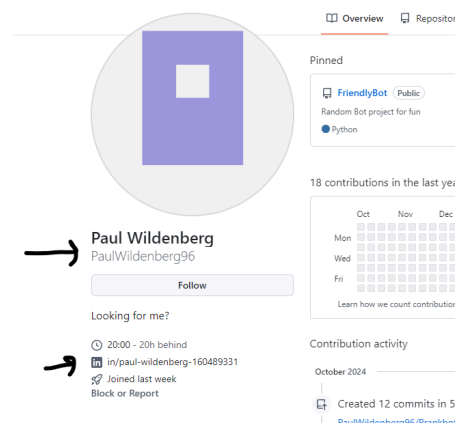 Overview
Repositor
Pinned
FriendlyBot Public
Random Bot project for fun
Python
18 contributions in the last yea
Oct Nov Dec
Mon
Wed
Fri
Learn how we count contribution
Contribution activity
October 2024
Created 12 commits in 5
PaulWildenberg96/Prankbot
Paul Wildenberg
PaulWildenberg96
Follow
Looking for me?
20:00 - 20h behind
in/paul-wildenberg-160489331
Joined last week
Block or Report